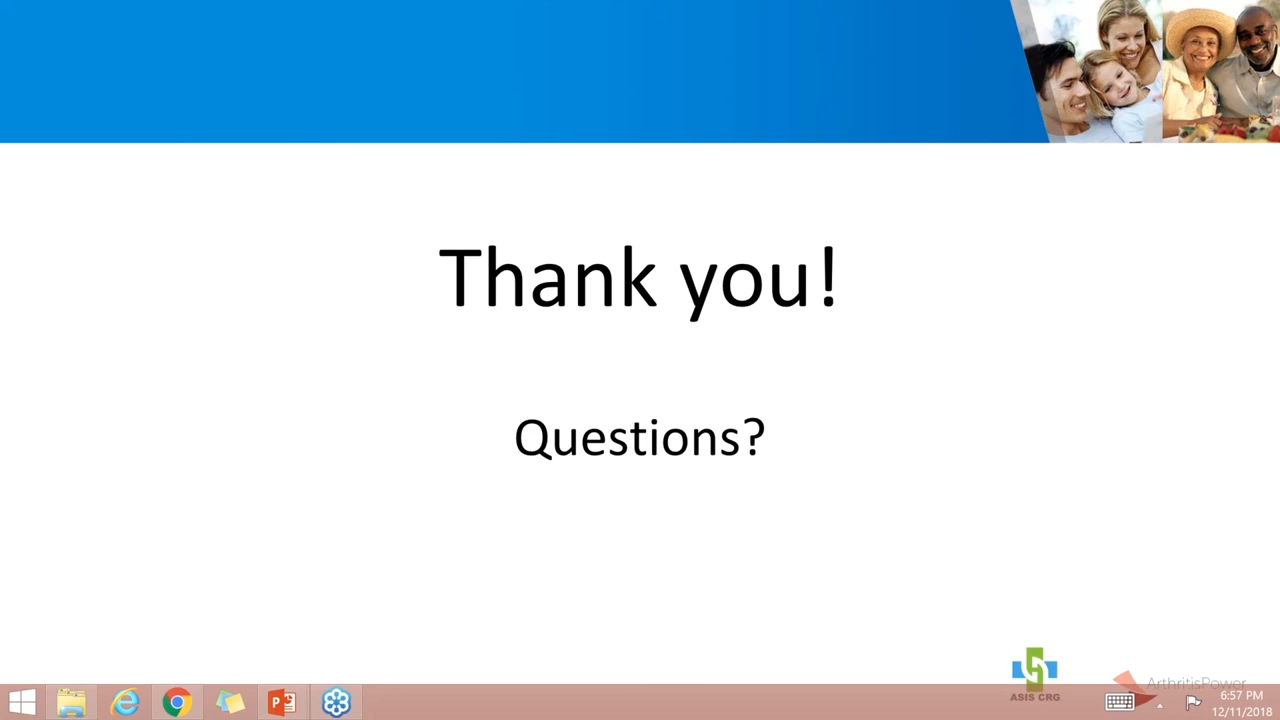 Thank you!
Questions?
ASIS CRG
ArthritisPower
6:57 PM
12/11/2018